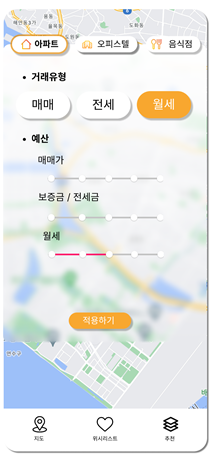 아파트 오피스텔 음식점
• 거래유형
매매 전세 월세
• 예산
매매가
보증금 / 전세금
월세
적용하기
지도 위시리스트 추천